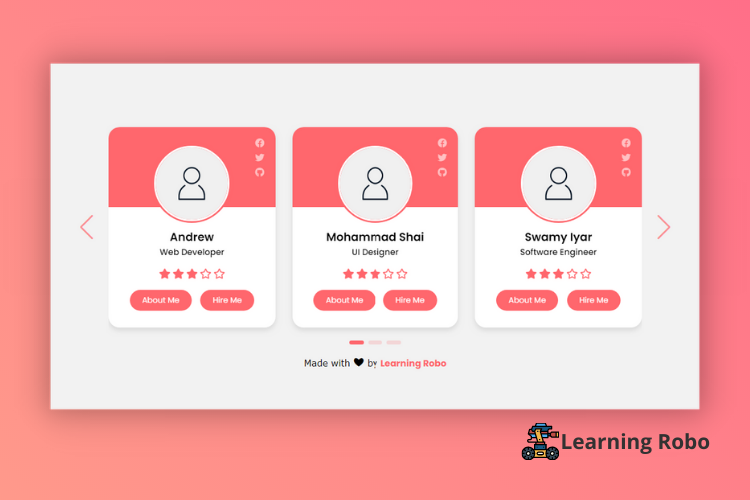 Andrew
Web Developer
About Me
Hire Me
Mohammad Shai
UI Designer
About Me
Hire Me
Swamy Iyar
Software Engineer
About Me
Hire Me
Made with ❤ by Learning Robo
Learning Robo